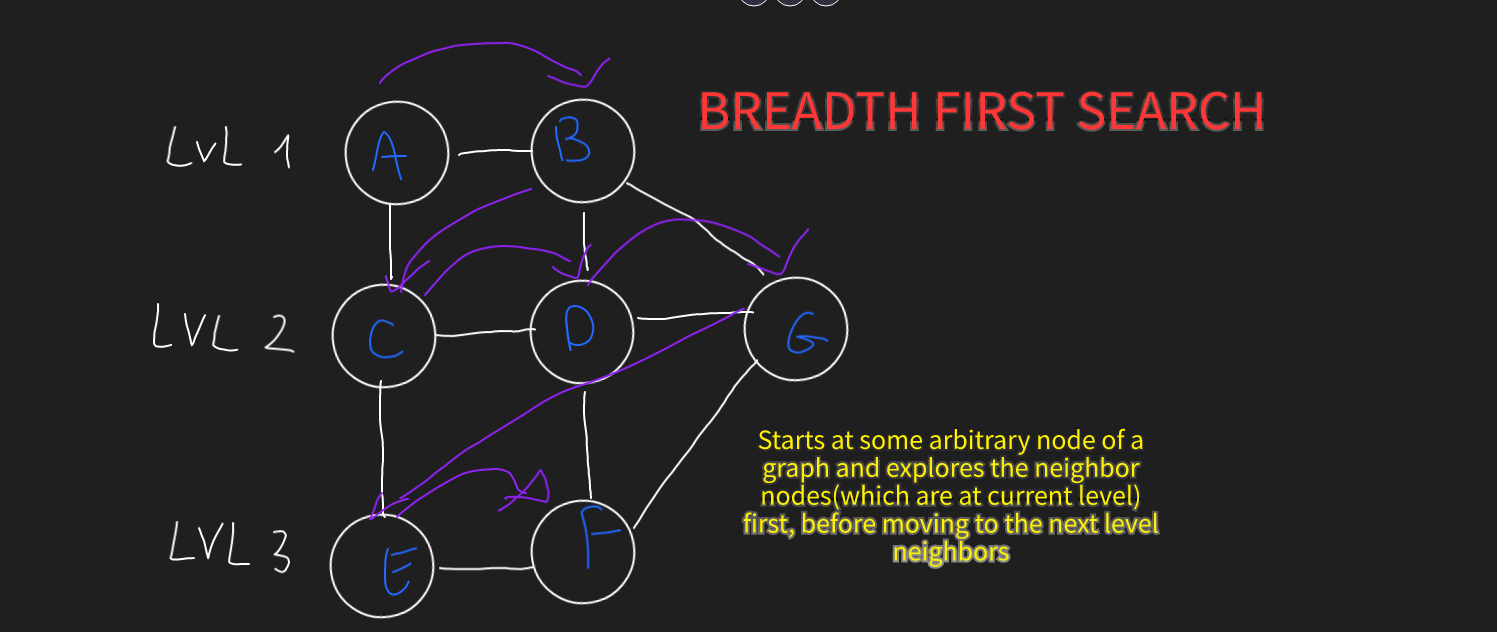 BREADTH FIRST SEARCH
LVL 1
A
B
LVL 2
C
D
G
Starts at some arbitrary node of a
graph and explores the neighbor
nodes(which are at current level)
first, before moving to the next level
neighbors
LVL 3
E
F